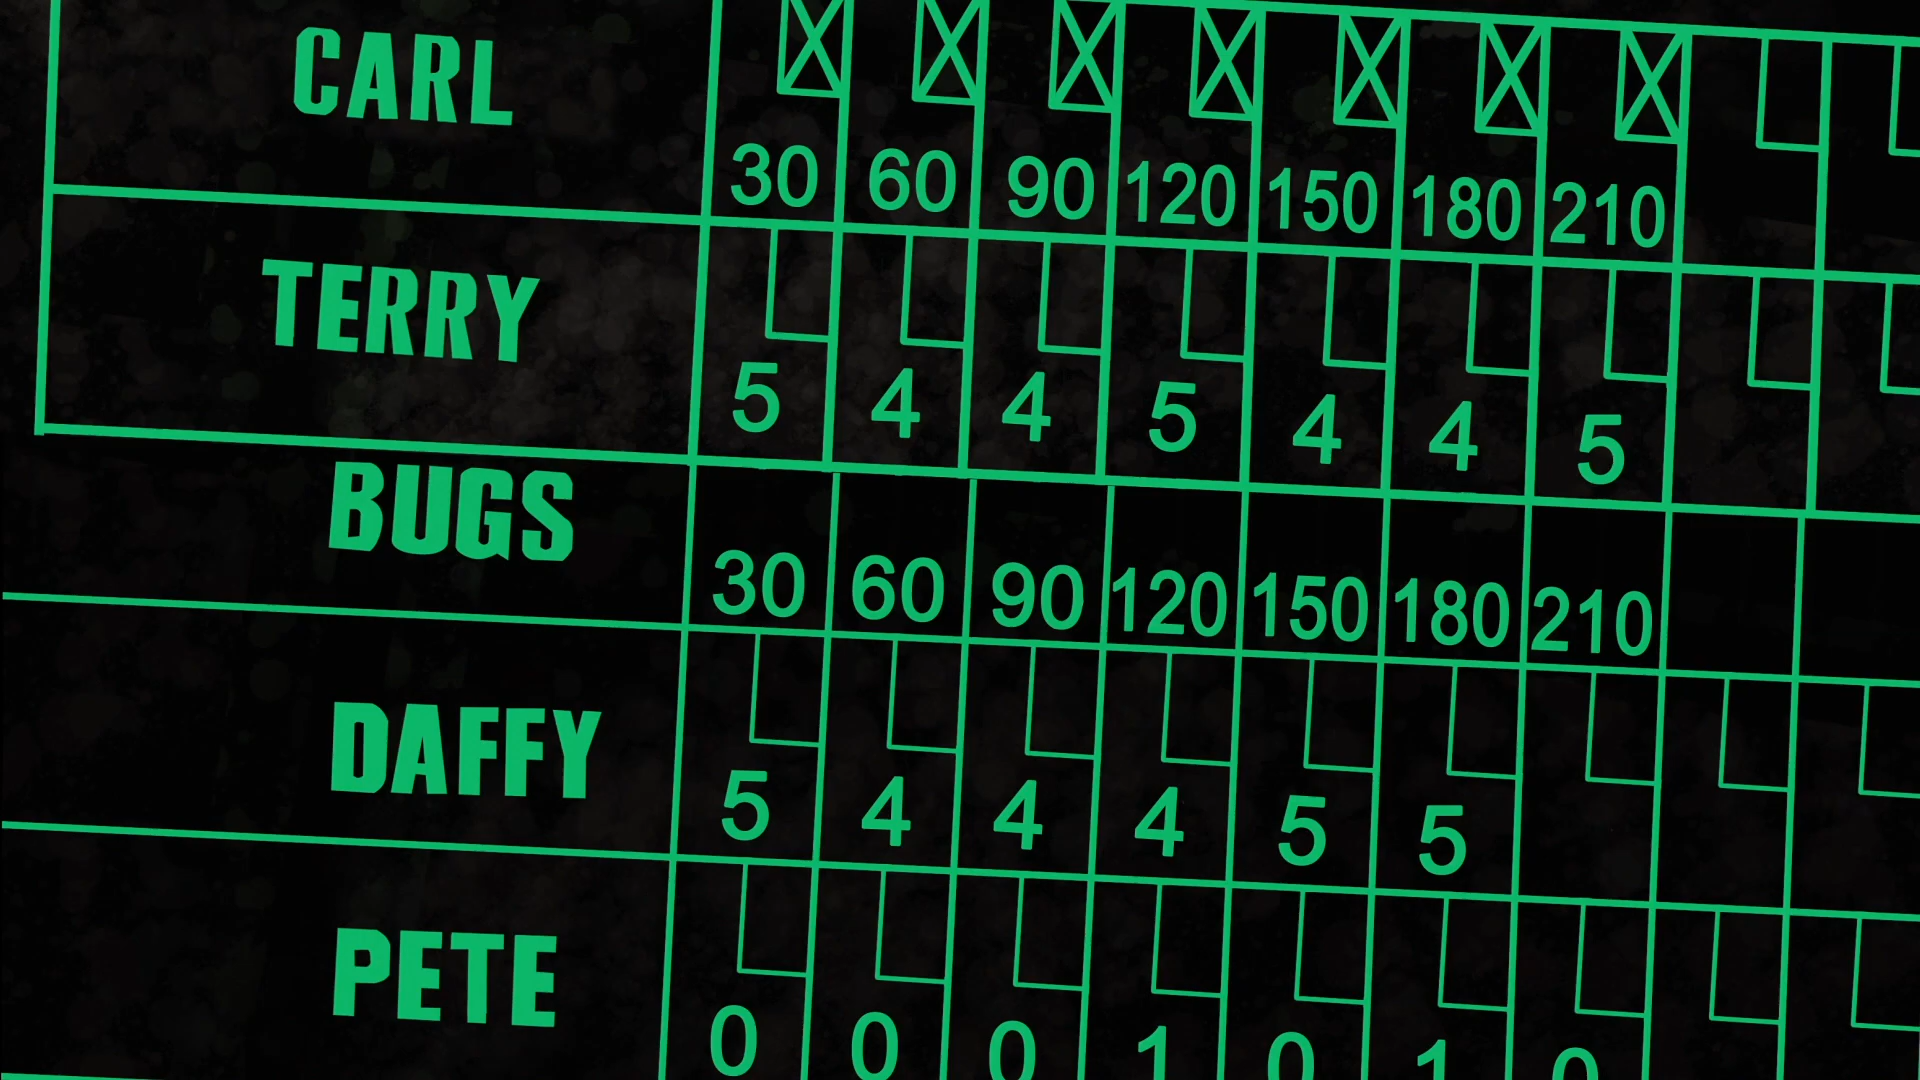 CARL X X X X X X X
30 60 90 120 150 180 210
TERRY
5 4 4 5 4 4 5
BUGS
30 60 90 120 150 180 210
DAFFY
5 4 4 4 5 5
PETE
0 0 0 1 0 1 0